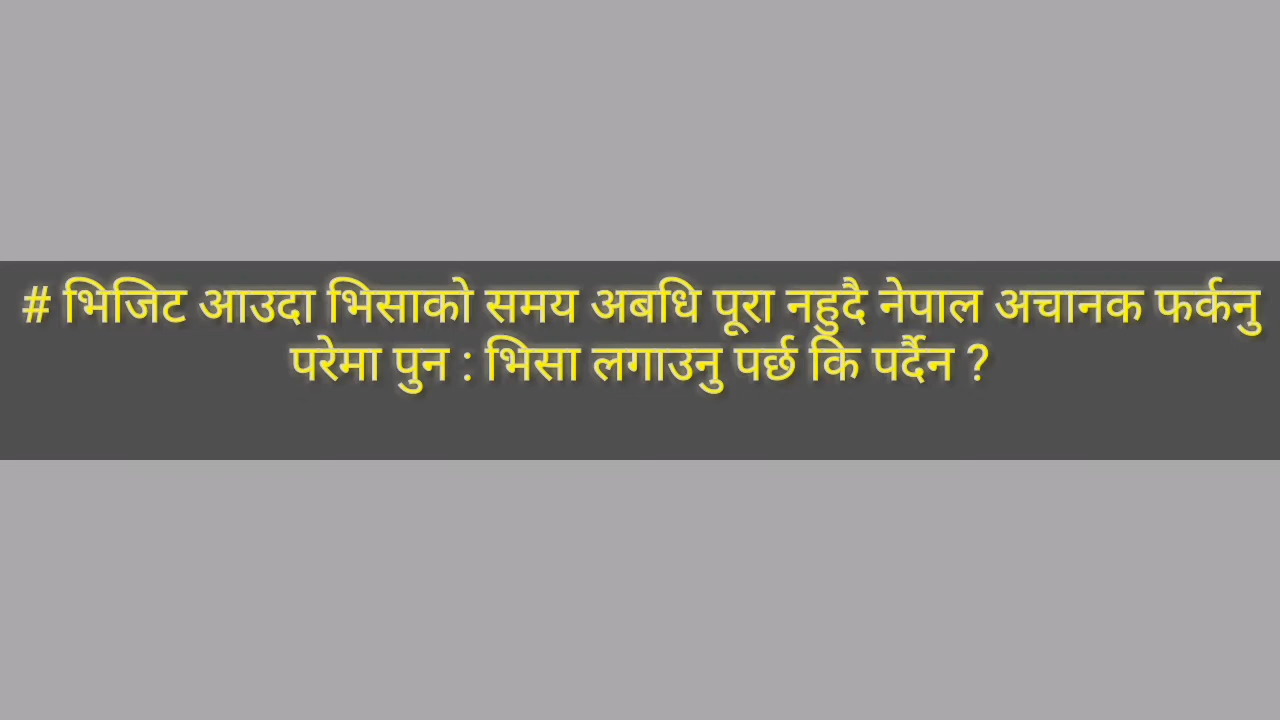 # भिजिट आउदा भिसाको समय अबधि पूरा नहुदै नेपाल अचानक फर्कनु
परेमा पुन : भिसा लगाउनु पर्छ कि पर्दैन ?